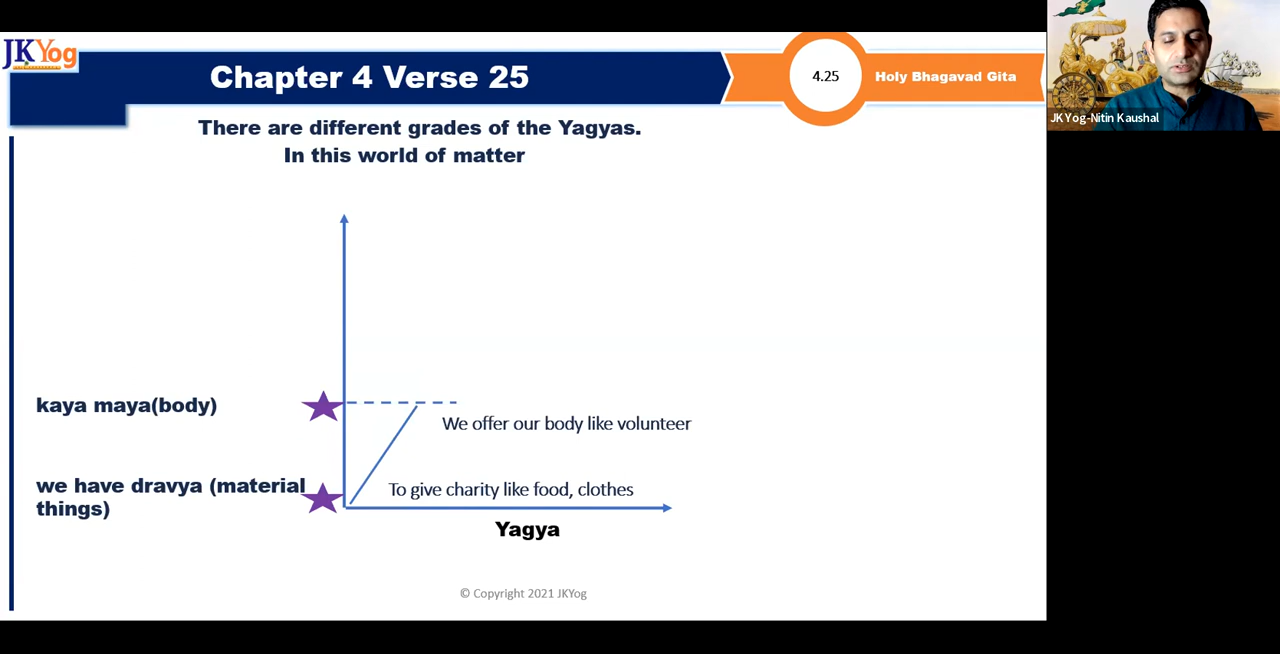 JKYog
Chapter 4 Verse 25
4.25
Holy Bhagavad Gita
JKYog-Nitin Kaushal
There are different grades of the Yagyas.
In this world of matter
kaya maya(body)
We offer our body like volunteer
we have dravya (material
things)
To give charity like food, clothes
Yagya
© Copyright 2021 JKYog